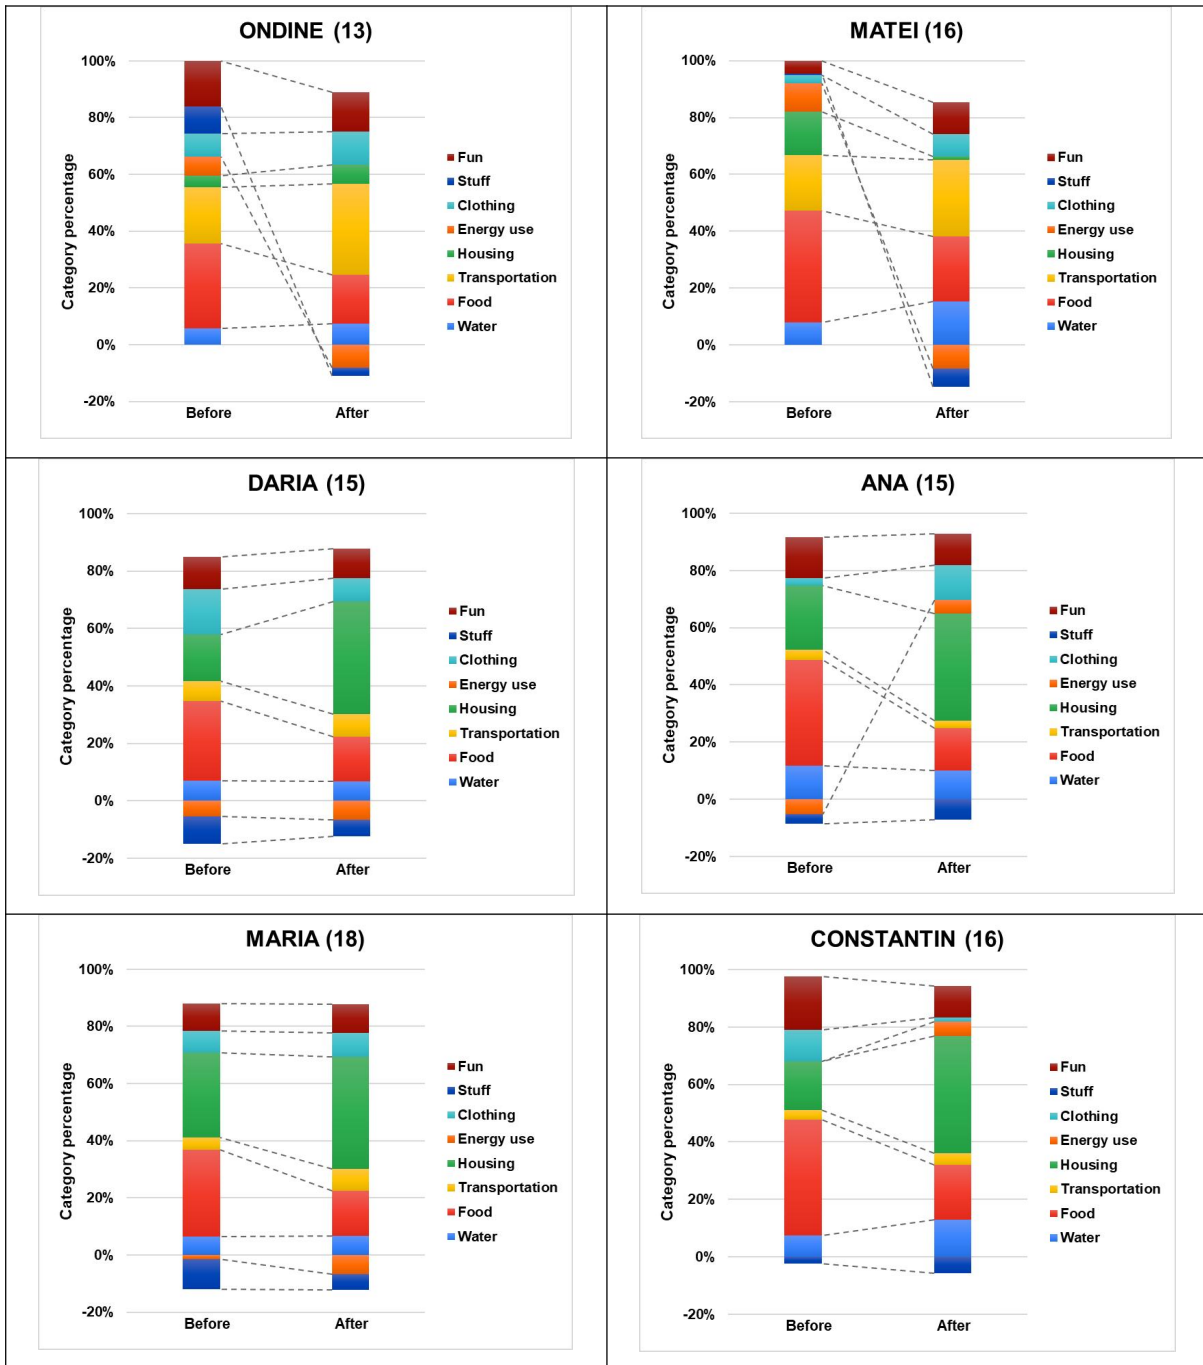 ONDINE (13)
Category percentage
100%
80%
60%
40%
20%
0%
-20%
Before
After
Fun
Stuff
Clothing
Energy use
Housing
Transportation
Food
Water
MATEI (16)
Category percentage
100%
80%
60%
40%
20%
0%
-20%
Before
After
Fun
Stuff
Clothing
Energy use
Housing
Transportation
Food
Water
DARIA (15)
Category percentage
100%
80%
60%
40%
20%
0%
-20%
Before
After
Fun
Stuff
Clothing
Energy use
Housing
Transportation
Food
Water
ANA (15)
Category percentage
100%
80%
60%
40%
20%
0%
-20%
Before
After
Fun
Stuff
Clothing
Energy use
Housing
Transportation
Food
Water
MARIA (18)
Category percentage
100%
80%
60%
40%
20%
0%
-20%
Before
After
Fun
Stuff
Clothing
Energy use
Housing
Transportation
Food
Water
CONSTANTIN (16)
Category percentage
100%
80%
60%
40%
20%
0%
-20%
Before
After
Fun
Stuff
Clothing
Energy use
Housing
Transportation
Food
Water